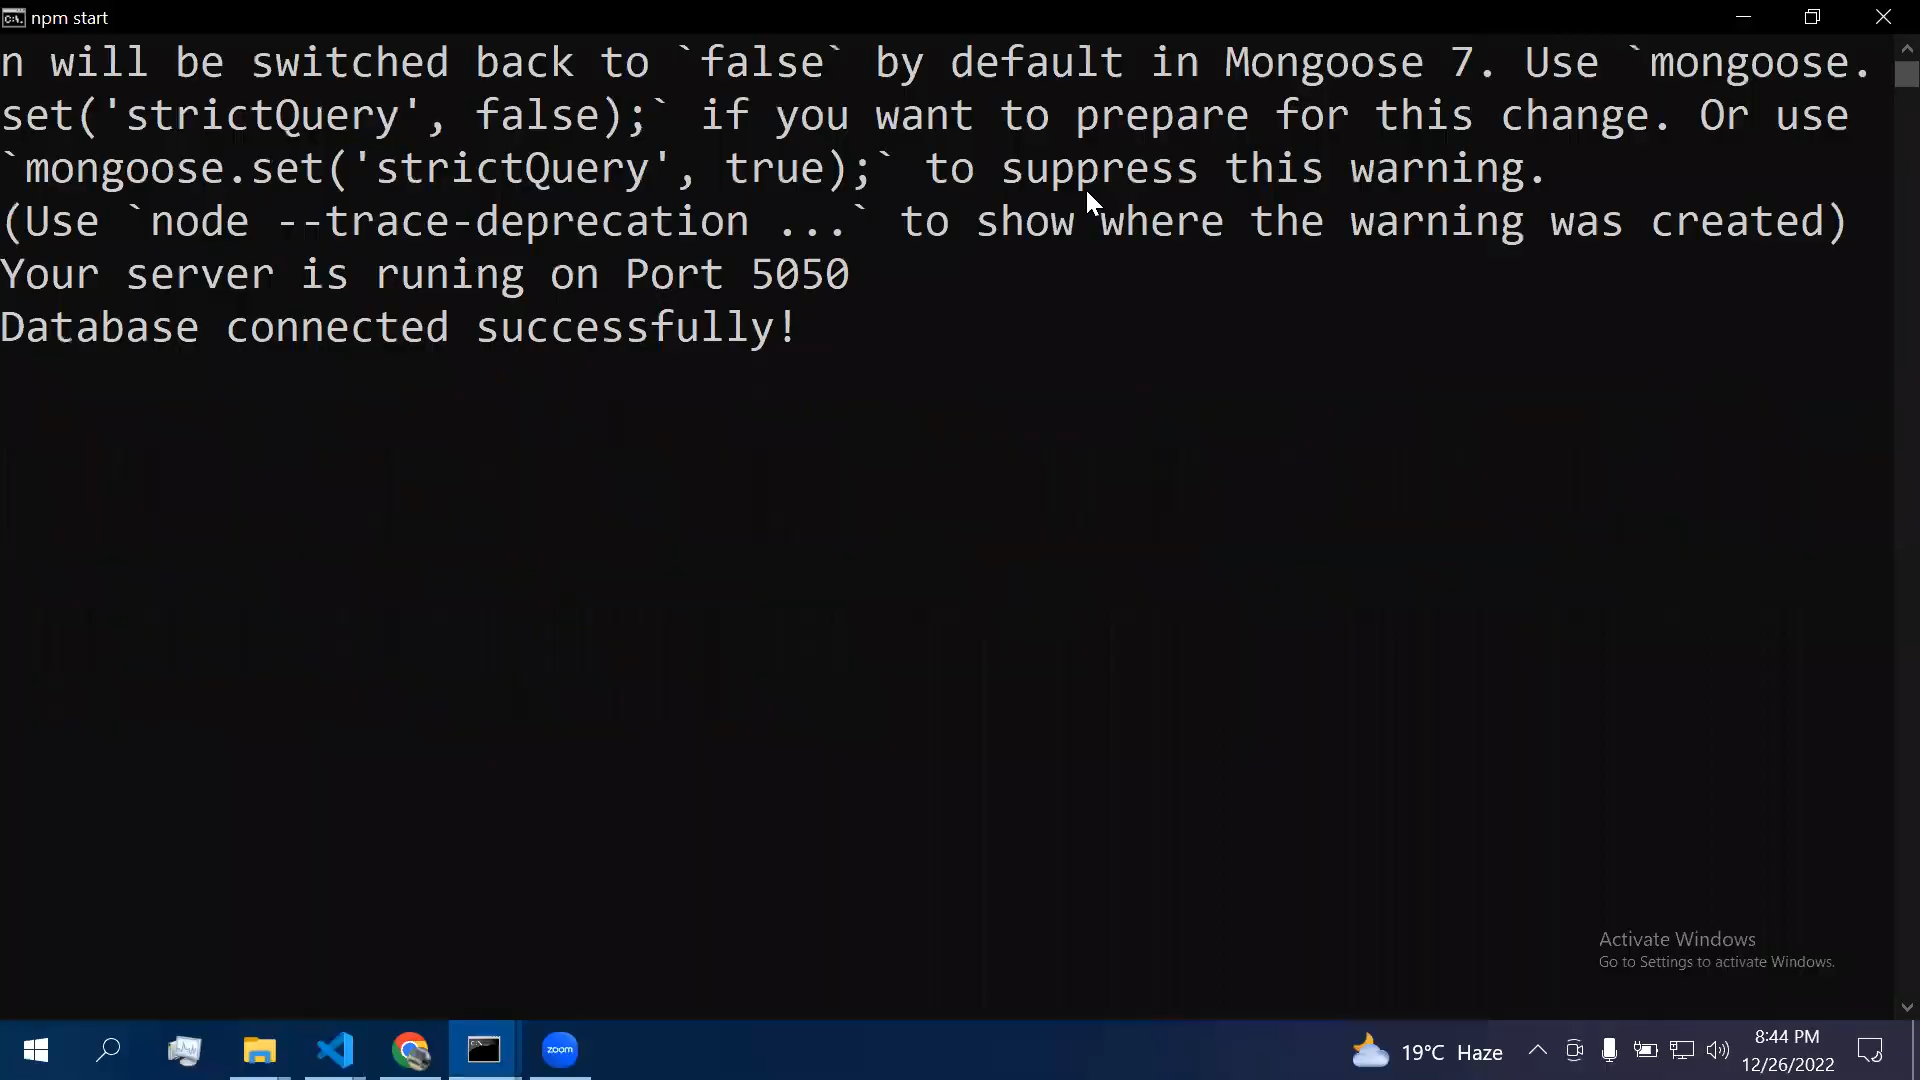 npm start
n will be switched back to `false` by default in Mongoose 7. Use `mongoose.
set('strictQuery', false);` if you want to prepare for this change. Or use
`mongoose.set('strictQuery', true);` to suppress this warning.
(Use `node --trace-deprecation ...` to show where the warning was created)
Your server is runing on Port 5050
Database connected successfully!
Activate Windows
Go to Settings to activate Windows.
zoom
19°C Haze
8:44 PM
12/26/2022